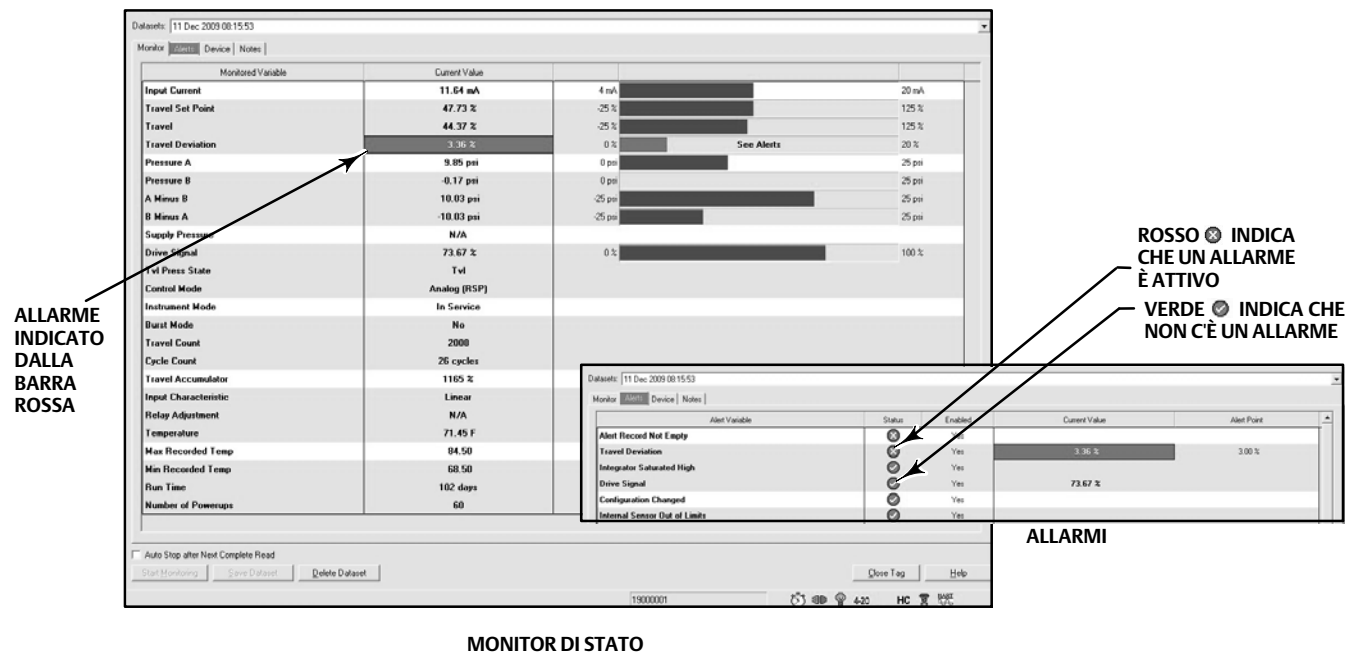 Datasets: 11 Dec 2009 08:15:53
Monitor Alerts Device Notes
Monitored Variable Current Value
Input Current 11.64 mA 4 mA 20 mA
Travel Set Point 47.73 % -25 % 125 %
Travel 44.37 % -25 % 125 %
Travel Deviation 3.36 % 0 % See Alerts 20 %
Pressure A 9.85 psi 0 psi 25 psi
Pressure B -0.17 psi 0 psi 25 psi
A Minus B 10.03 psi -25 psi 25 psi
B Minus A -10.03 psi -25 psi 25 psi
Supply Pressure N/A
Drive Signal 73.67 % 0 % 100 %
Tvl Press State Tvl
Control Mode Analog (RSP)
Instrument Mode In Service
Burst Mode No
Travel Count 2000
Cycle Count 26 cycles
Travel Accumulator 1165 %
Input Characteristic Linear
Relay Adjustment N/A
Temperature 71.45 F
Max Recorded Temp 84.50
Min Recorded Temp 68.50
Run Time 102 days
Number of Powerups 60
Auto Stop after Next Complete Read
Start Monitoring Save Dataset Delete Dataset Close Tag Help
19000001 4-20 HC
ALLARME
INDICATO
DALLA
BARRA
ROSSA
ROSSO INDICA
CHE UN ALLARME
È ATTIVO
VERDE INDICA CHE
NON C'È UN ALLARME
Datasets: 11 Dec 2009 08:15:53
Monitor Alerts Device Notes
Alert Variable Status Enabled Current Value Alert Point
Alert Record Not Empty Yes
Travel Deviation Yes 3.36 % 3.00 %
Integrator Saturated High Yes
Drive Signal Yes 73.67 %
Configuration Changed Yes
Internal Sensor Out of Limits Yes
ALLARMI
MONITOR DI STATO